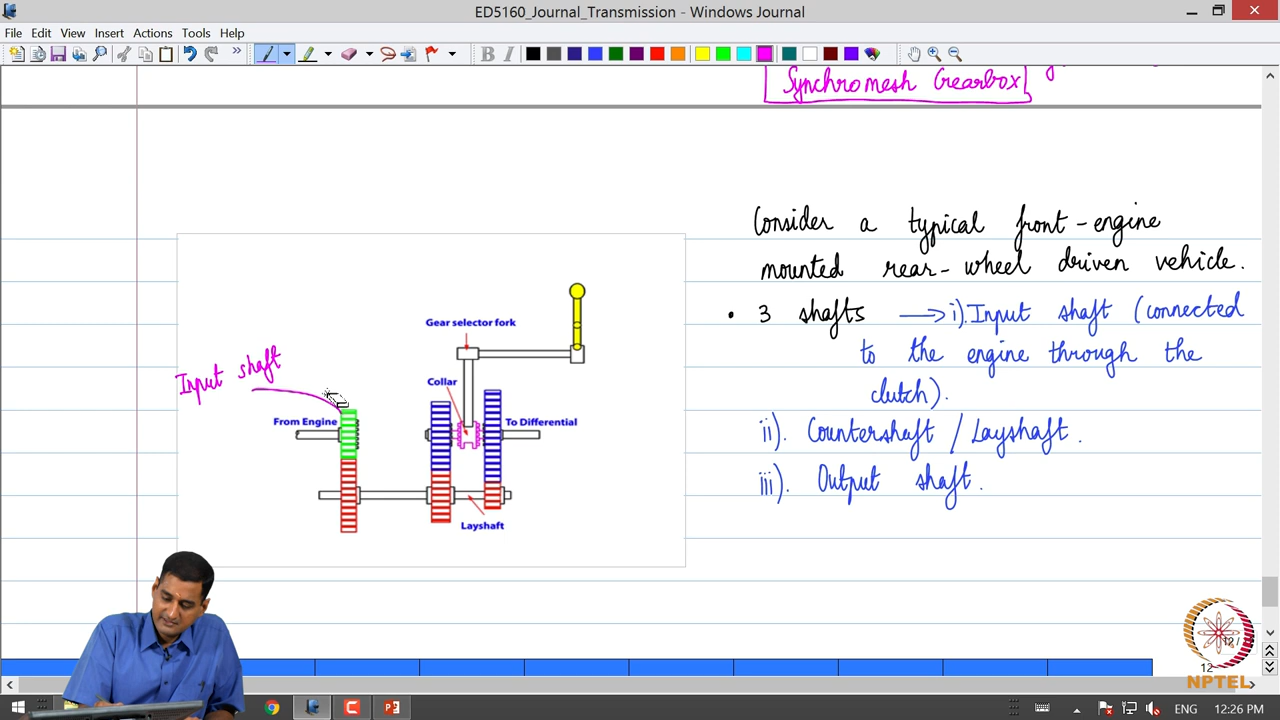 ED5160_Journal_Transmission - Windows Journal
File Edit View Insert Actions Tools Help
Synchromesh Gearbox
Consider a typical front-engine
mounted rear-wheel driven vehicle.
• 3 shafts → i). Input shaft (connected
to the engine through the
clutch).
ii). Countershaft / Layshaft.
iii). Output shaft.
Gear selector fork
Input shaft
Collar
From Engine
To Differential
Layshaft
12 /
12
NPTEL
ENG 12:26 PM